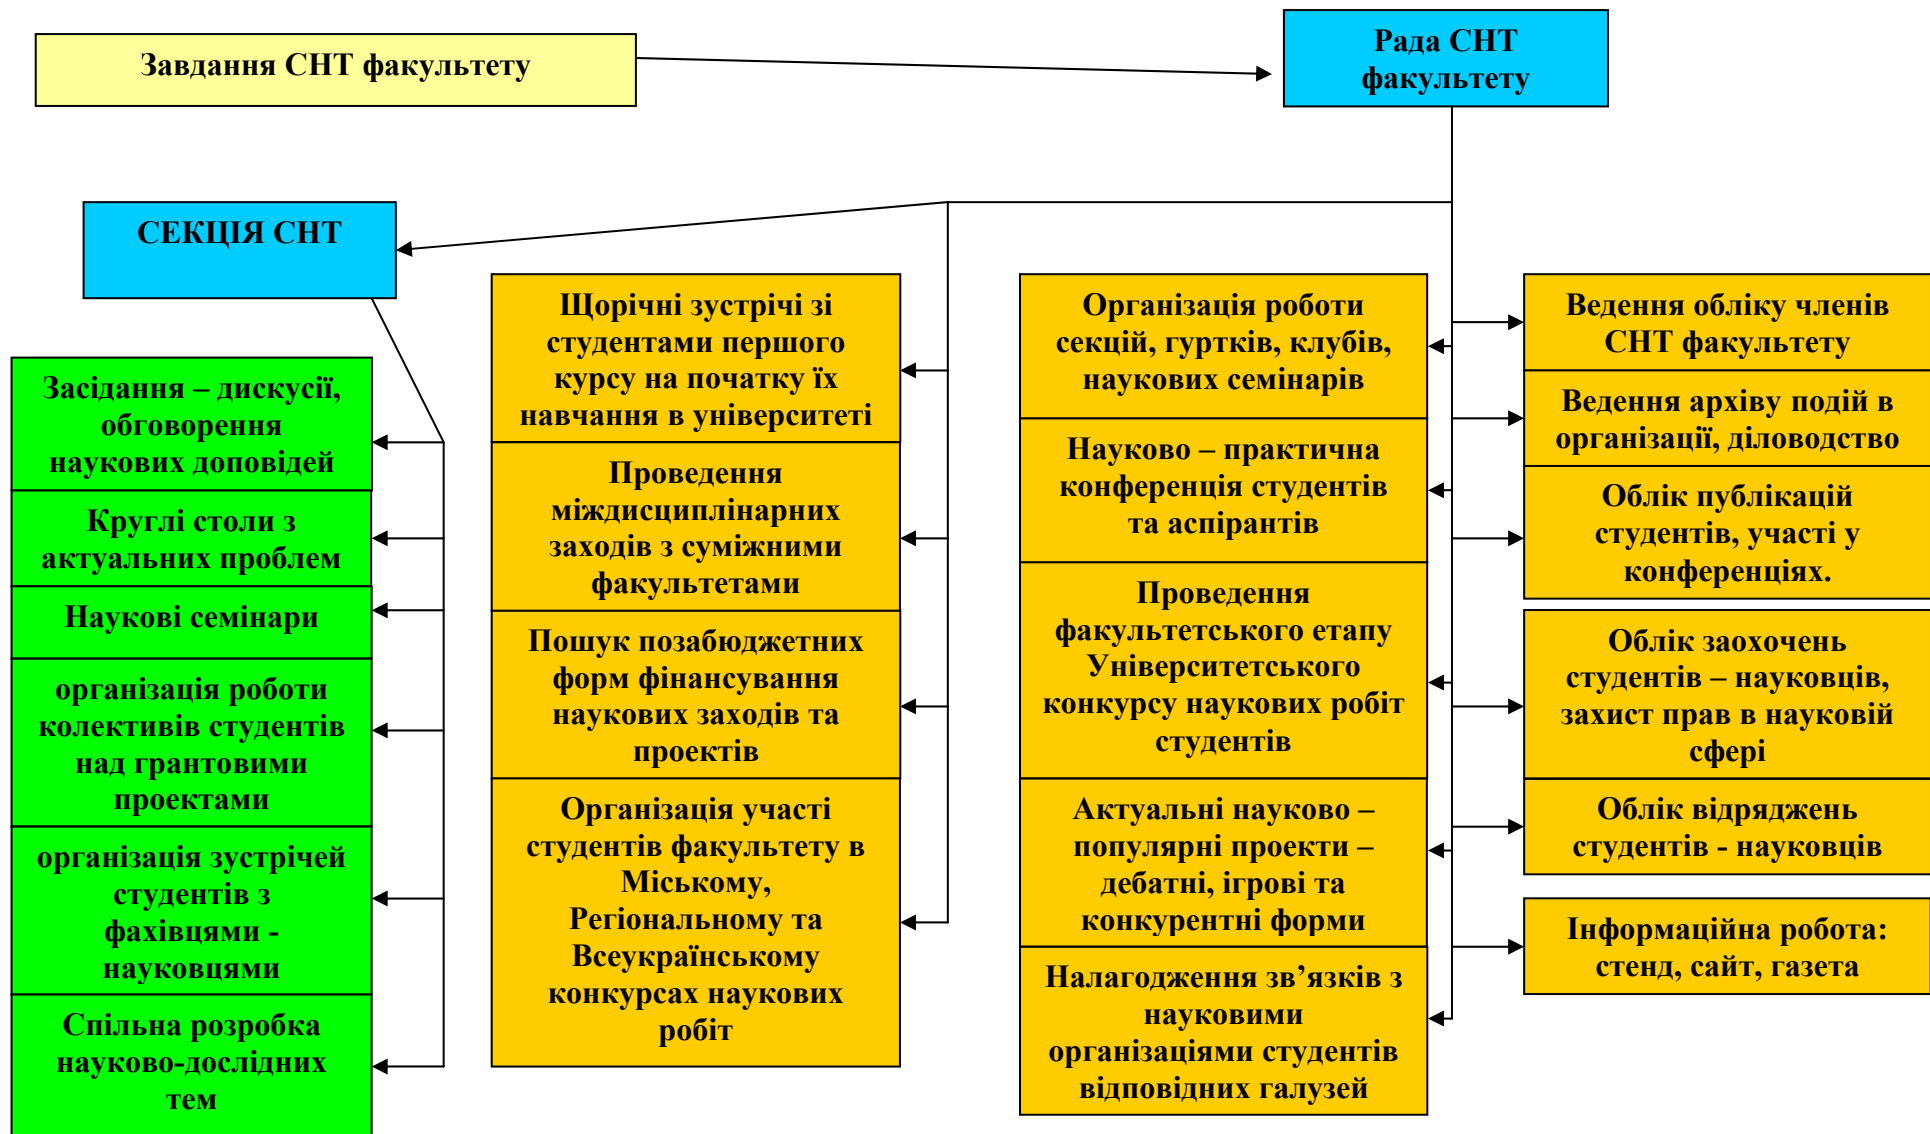 Завдання СНТ факультету
Рада СНТ
факультету
СЕКЦІЯ СНТ
Засідання – дискусії,
обговорення
наукових доповідей
Круглі столи з
актуальних проблем
Наукові семінари
організація роботи
колективів студентів
над грантовими
проектами
організація зустрічей
студентів з
фахівцями -
науковцями
Спільна розробка
науково-дослідних
тем
Щорічні зустрічі зі
студентами першого
курсу на початку їх
навчання в університеті
Проведення
міждисциплінарних
заходів з суміжними
факультетами
Пошук позабюджетних
форм фінансування
наукових заходів та
проектів
Організація участі
студентів факультету в
Міському,
Регіональному та
Всеукраїнському
конкурсах наукових
робіт
Організація роботи
секцій, гуртків, клубів,
наукових семінарів
Науково – практична
конференція студентів
та аспірантів
Проведення
факультетського етапу
Університетського
конкурсу наукових робіт
студентів
Актуальні науково –
популярні проекти –
дебатні, ігрові та
конкурентні форми
Налагодження зв’язків з
науковими
організаціями студентів
відповідних галузей
Ведення обліку членів
СНТ факультету
Ведення архіву подій в
організації, діловодство
Облік публікацій
студентів, участі у
конференціях.
Облік заохочень
студентів – науковців,
захист прав в науковій
сфері
Облік відряджень
студентів - науковців
Інформаційна робота:
стенд, сайт, газета